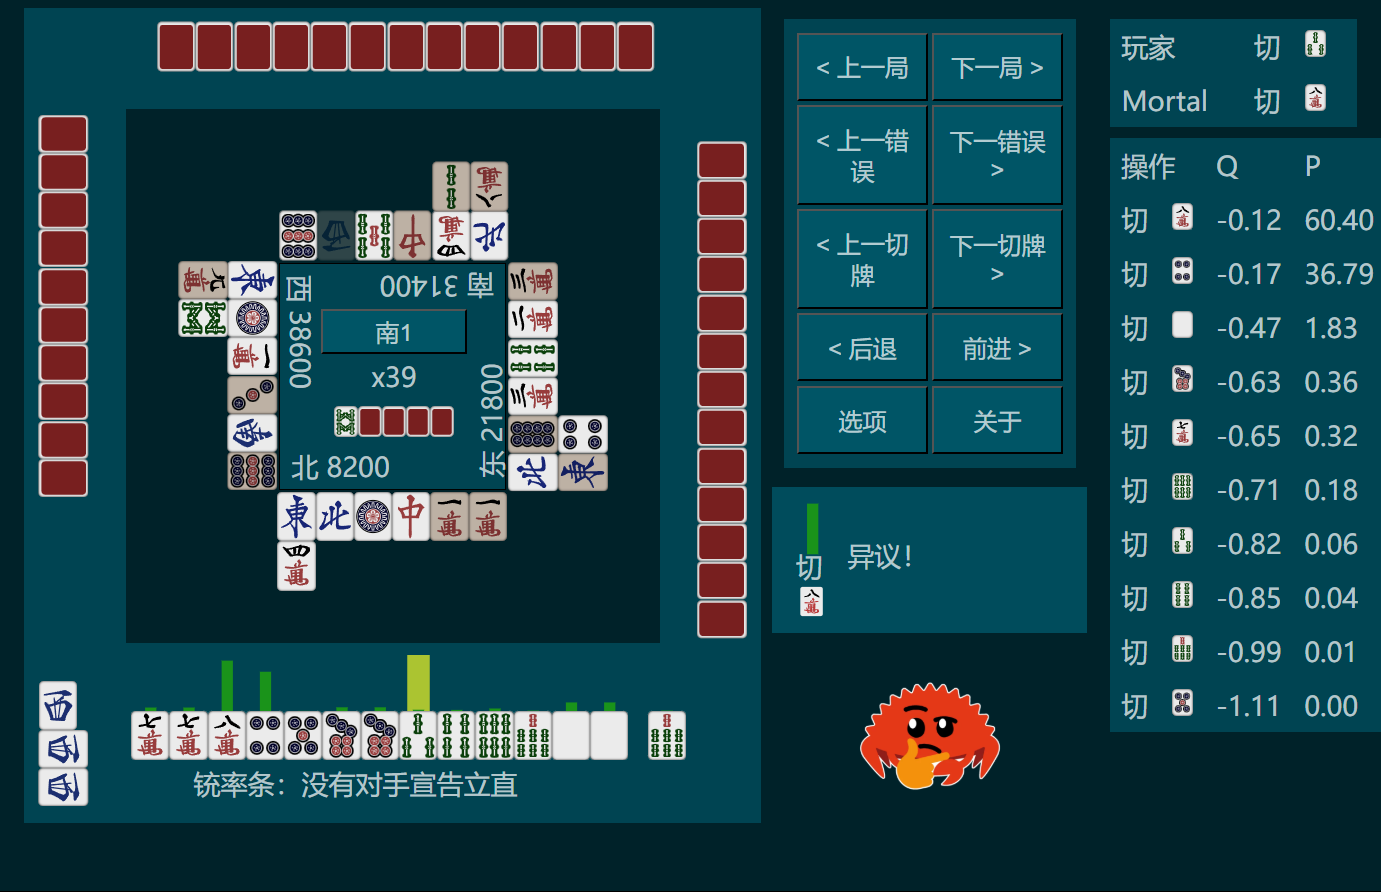 南 31400
西 38600
南1
x39
东 21800
北 8200
铳率条：没有对手宣告立直
< 上一局
下一局 >
< 上一错
误
下一错误
>
< 上一切
牌
下一切牌
>
< 后退
前进 >
选项
关于
切
异议!
玩家 切
Mortal 切
操作 Q P
切 -0.12 60.40
切 -0.17 36.79
切 -0.47 1.83
切 -0.63 0.36
切 -0.65 0.32
切 -0.71 0.18
切 -0.82 0.06
切 -0.85 0.04
切 -0.99 0.01
切 -1.11 0.00